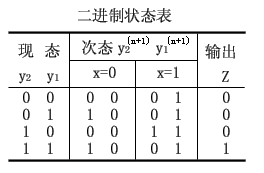 二进制状态表
现 态 次态 y₂⁽ⁿ⁺¹⁾ y₁⁽ⁿ⁺¹⁾ 输出
y₂ y₁ x=0 x=1 Z
0 0 0 0 0 1 0
0 1 1 0 0 1 0
1 0 0 0 1 1 0
1 1 1 0 0 1 1